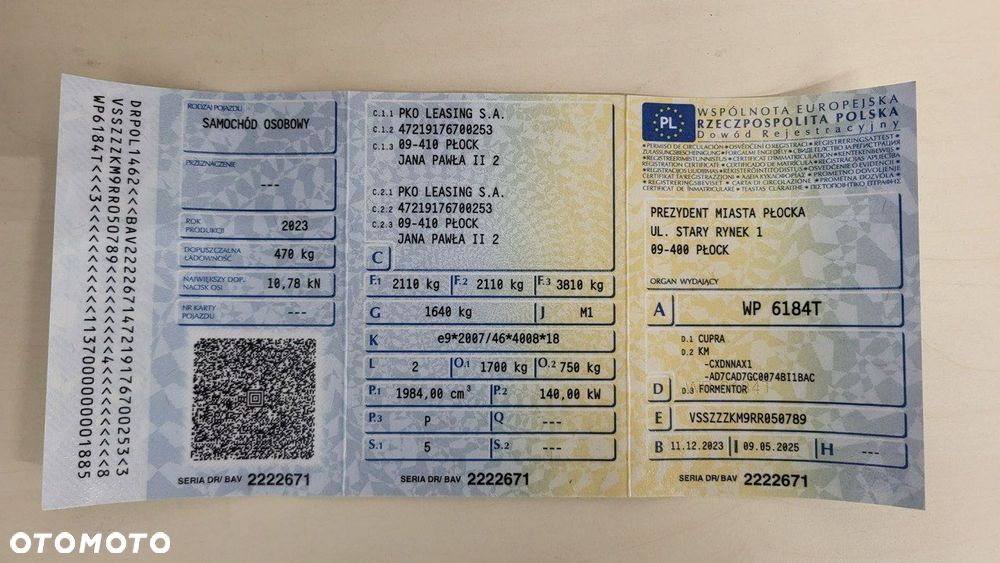 DRPOL1462<<BAV222267147219176700253<3
VSSZZZKM9RR050789<<<<<<<4<<<<<<<<<<<8
WP6184T<<<3<<<<<<<<<<<<<1137000000001885
RODZAJ POJAZDU
SAMOCHÓD OSOBOWY
PRZEZNACZENIE
---
ROK PRODUKCJI 2023
DOPUSZCZALNA ŁADOWNOŚĆ 470 kg
NAJWIĘKSZY DOP. NACISK OSI 10,78 kN
NR KARTY POJAZDU ---
SERIA DR/ BAV 2222671
C.1.1 PKO LEASING S.A.
C.1.2 47219176700253
C.1.3 09-410 PŁOCK
JANA PAWŁA II 2
C.2.1 PKO LEASING S.A.
C.2.2 47219176700253
C.2.3 09-410 PŁOCK
JANA PAWŁA II 2
C
F.1 2110 kg F.2 2110 kg F.3 3810 kg
G 1640 kg J M1
K e9*2007/46*4008*18
L 2 O.1 1700 kg O.2 750 kg
P.1 1984,00 cm³ P.2 140,00 kW
P.3 P Q ---
S.1 5 S.2 ---
SERIA DR/ BAV 2222671
PL
WSPÓLNOTA EUROPEJSKA
RZECZPOSPOLITA POLSKA
Dowód Rejestracyjny
PREZYDENT MIASTA PŁOCKA
UL. STARY RYNEK 1
09-400 PŁOCK
ORGAN WYDAJĄCY
A WP 6184T
D.1 CUPRA
D.2 KM
-CXDNNAX1
-AD7CAD7GC0074BI1BAC
D D.3 FORMENTOR
E VSSZZZKM9RR050789
B 11.12.2023 I 09.05.2025 H ---
SERIA DR/ BAV 2222671
OTOMOTO